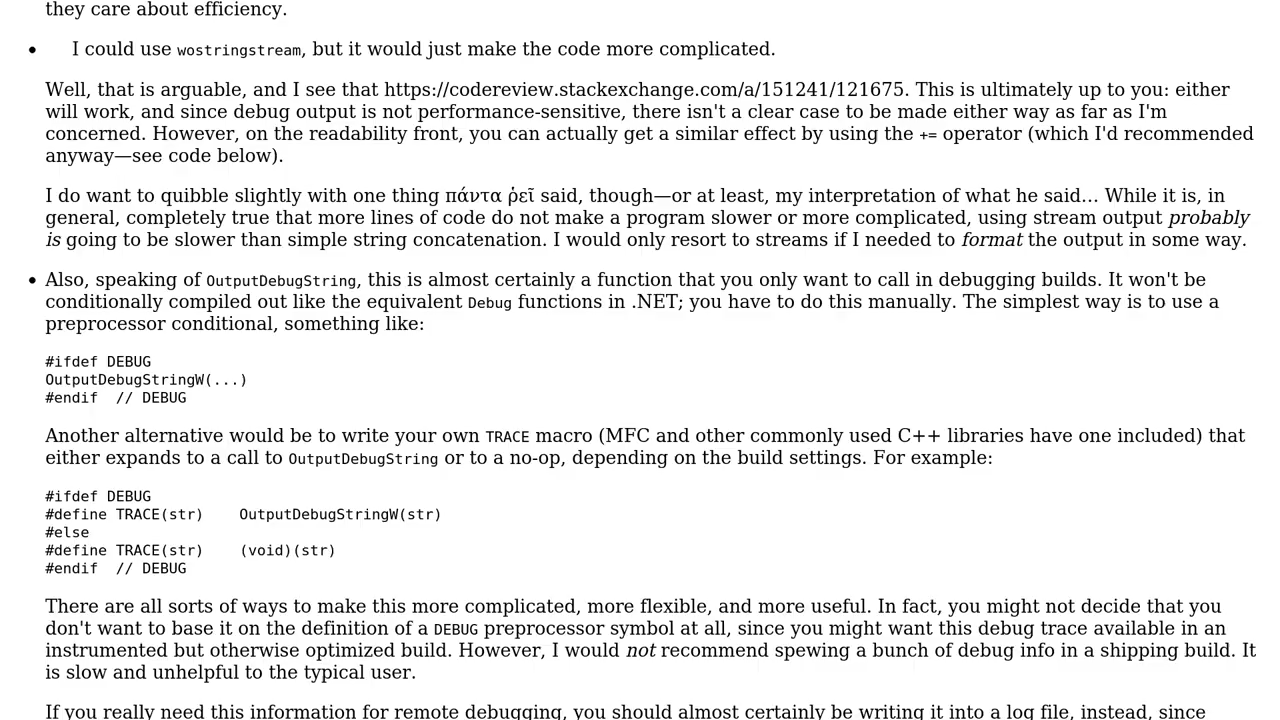 they care about efficiency.
• I could use wostringstream, but it would just make the code more complicated.
Well, that is arguable, and I see that https://codereview.stackexchange.com/a/151241/121675. This is ultimately up to you: either
will work, and since debug output is not performance-sensitive, there isn't a clear case to be made either way as far as I'm
concerned. However, on the readability front, you can actually get a similar effect by using the += operator (which I'd recommended
anyway—see code below).
I do want to quibble slightly with one thing πάντα ῥεῖ said, though—or at least, my interpretation of what he said… While it is, in
general, completely true that more lines of code do not make a program slower or more complicated, using stream output probably
is going to be slower than simple string concatenation. I would only resort to streams if I needed to format the output in some way.
• Also, speaking of OutputDebugString, this is almost certainly a function that you only want to call in debugging builds. It won't be
conditionally compiled out like the equivalent Debug functions in .NET; you have to do this manually. The simplest way is to use a
preprocessor conditional, something like:
#ifdef DEBUG
OutputDebugStringW(...)
#endif  // DEBUG
Another alternative would be to write your own TRACE macro (MFC and other commonly used C++ libraries have one included) that
either expands to a call to OutputDebugString or to a no-op, depending on the build settings. For example:
#ifdef DEBUG
#define TRACE(str)    OutputDebugStringW(str)
#else
#define TRACE(str)    (void)(str)
#endif  // DEBUG
There are all sorts of ways to make this more complicated, more flexible, and more useful. In fact, you might not decide that you
don't want to base it on the definition of a DEBUG preprocessor symbol at all, since you might want this debug trace available in an
instrumented but otherwise optimized build. However, I would not recommend spewing a bunch of debug info in a shipping build. It
is slow and unhelpful to the typical user.
If you really need this information for remote debugging, you should almost certainly be writing it into a log file, instead, since